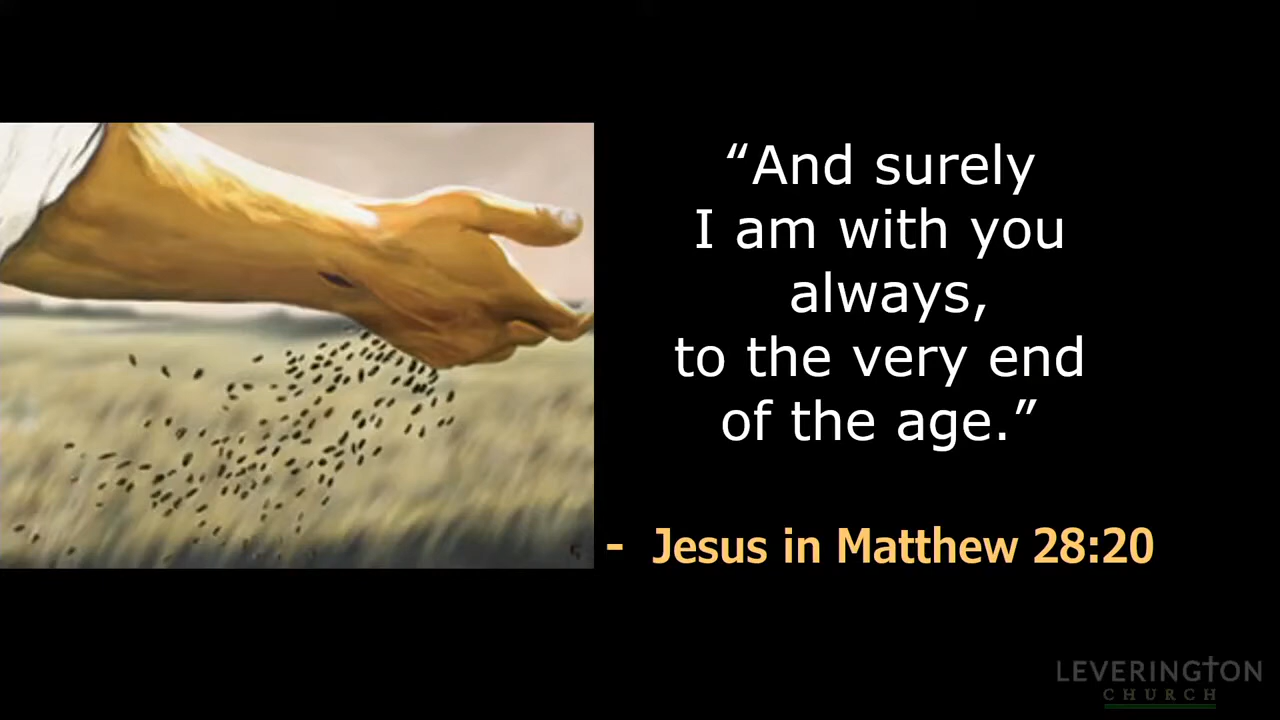 “And surely
I am with you
always,
to the very end
of the age.”
- Jesus in Matthew 28:20
LEVERINGTON
CHURCH